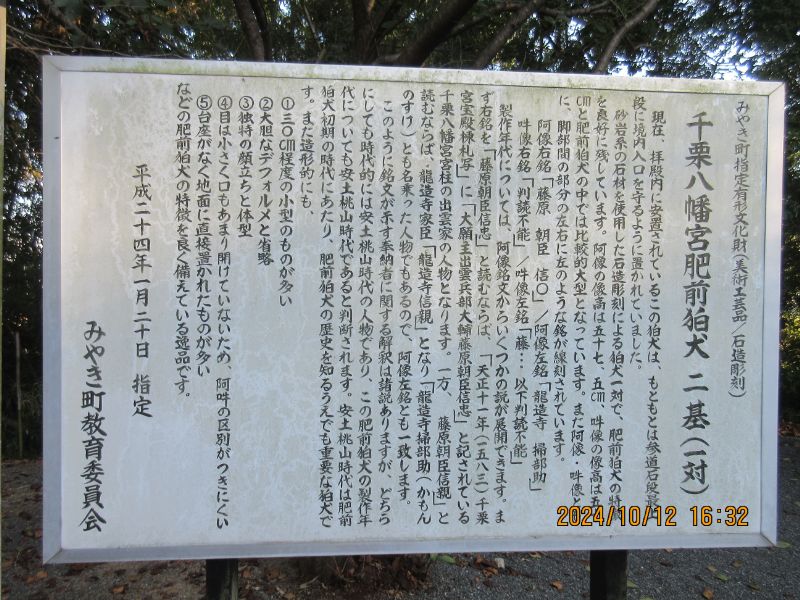 みやき町指定有形文化財(美術工芸品/石造彫刻)
千栗八幡宮肥前狛犬 二基(一対)
現在、拝殿内に安置されているこの狛犬は、もともとは参道石段最
段に境内入口を守るように置かれていました。
砂岩系の石材を使用した石造彫刻による狛犬一対で、肥前狛犬の特
を良好に残しています。阿像の像高は五十七、五㎝、吽像の像高は五
㎝と肥前狛犬の中では比較的大型となっています。また阿像・吽像と
に、脚部間の部分の左右に左のような銘が線刻されています。
阿像右銘「藤原 朝臣 信〇」/阿像左銘「龍造寺 掃部助」
吽像右銘「判読不能」/吽像左銘「藤… 以下判読不能」
製作年代については、阿像銘文からいくつかの説が展開できます。ま
ず右銘を「藤原朝臣信忠」と読むならば、「天正十一年(一五八三)千栗
宮宝殿棟札写」に「大願主出雲兵部大輔藤原朝臣信忠」と記されている
千栗八幡宮宮柱の出雲家の人物となります。一方、「藤原朝臣信親」と
読むならば、龍造寺家臣「龍造寺信親」となり「龍造寺掃部助(かもん
のすけ)とも名乗った人物でもあるので、阿像左銘とも一致します。
このように銘文が示す奉納者に関する解釈は諸説ありますが、どちら
にしても時代的には安土桃山時代の人物であり、この肥前狛犬の製作年
代についても安土桃山時代であると判断されます。安土桃山時代は肥前
狛犬初期の時代にあたり、肥前狛犬の歴史を知るうえでも重要な狛犬で
す。また造形的にも、
①三〇㎝程度の小型のものが多い
②大胆なデフォルメと省略
③独特の顔立ちと体型
④目は小さく口もあまり開けていないため、阿吽の区別がつきにくい
⑤台座がなく地面に直接置かれたものが多い
などの肥前狛犬の特徴を良く備えている逸品です。
平成二十四年一月二十日 指定
みやき町教育委員会
2024/10/12 16:32